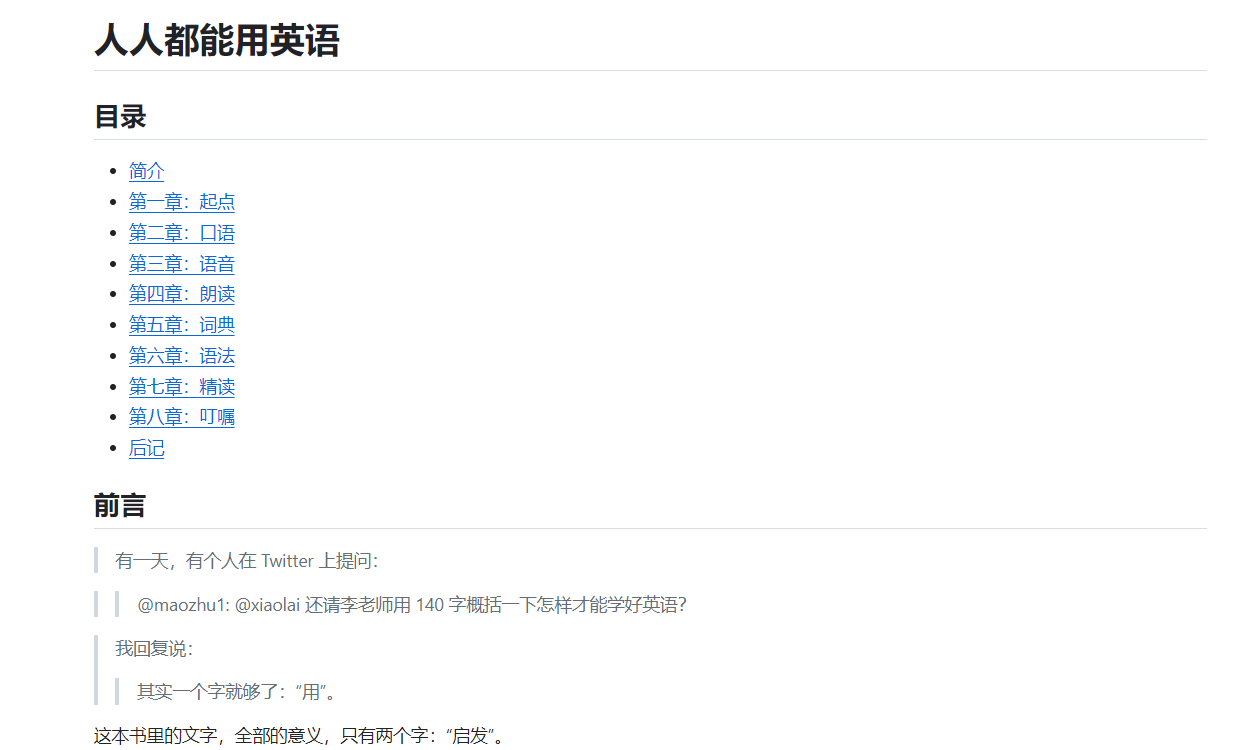 人人都能用英语
目录
简介
第一章：起点
第二章：口语
第三章：语音
第四章：朗读
第五章：词典
第六章：语法
第七章：精读
第八章：叮嘱
后记
前言
有一天，有个人在 Twitter 上提问：
@maozhu1: @xiaolai 还请李老师用 140 字概括一下怎样才能学好英语？
我回复说：
其实一个字就够了：“用”。
这本书里的文字，全部的意义，只有两个字：“启发”。